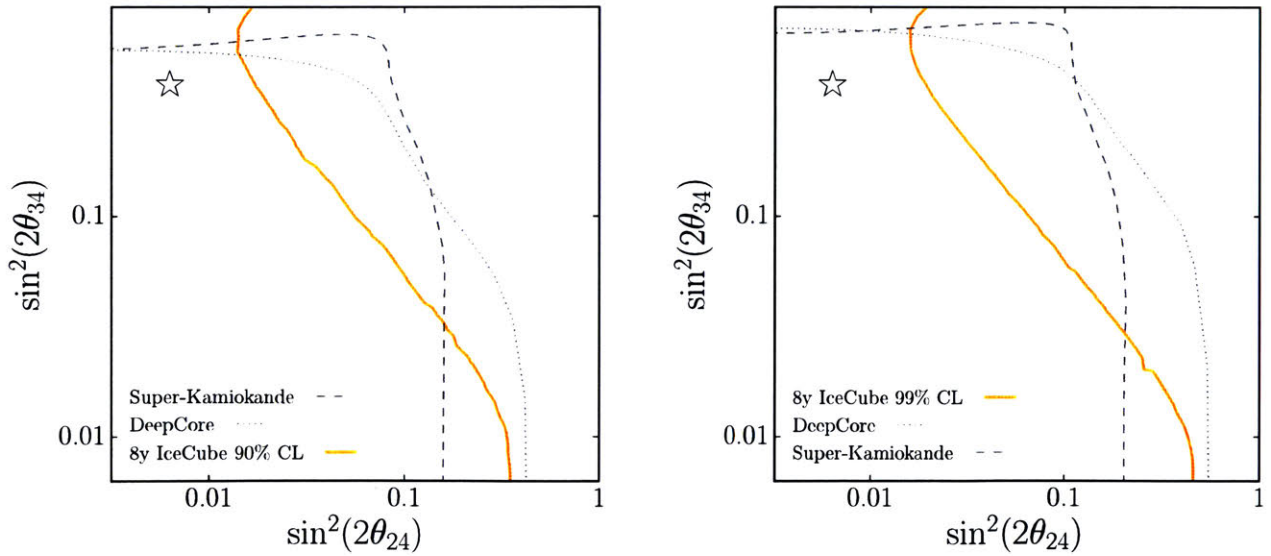 sin²(2θ₃₄)
0.1
0.01
Super-Kamiokande
DeepCore
8y IceCube 90% CL
0.01 0.1 1
sin²(2θ₂₄)
sin²(2θ₃₄)
0.1
0.01
8y IceCube 99% CL
DeepCore
Super-Kamiokande
0.01 0.1 1
sin²(2θ₂₄)